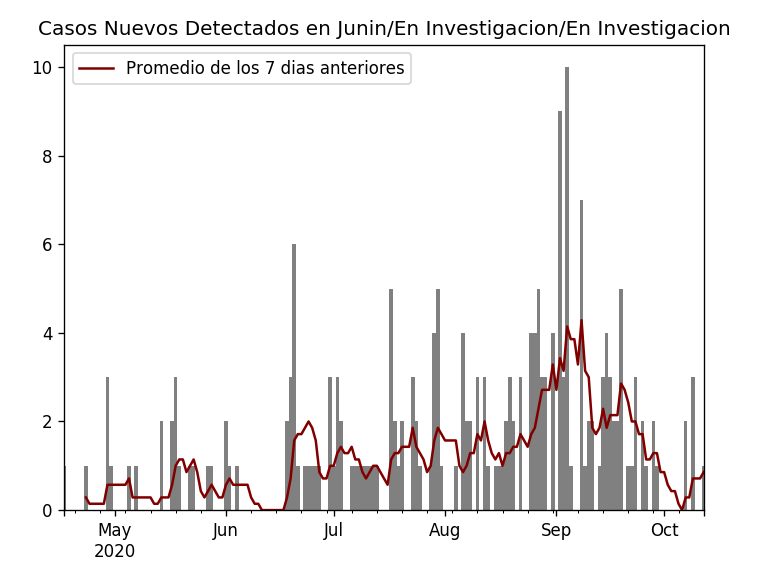 Casos Nuevos Detectados en Junin/En Investigacion/En Investigacion
Promedio de los 7 dias anteriores
10
8
6
4
2
0
May Jun Jul Aug Sep Oct
2020